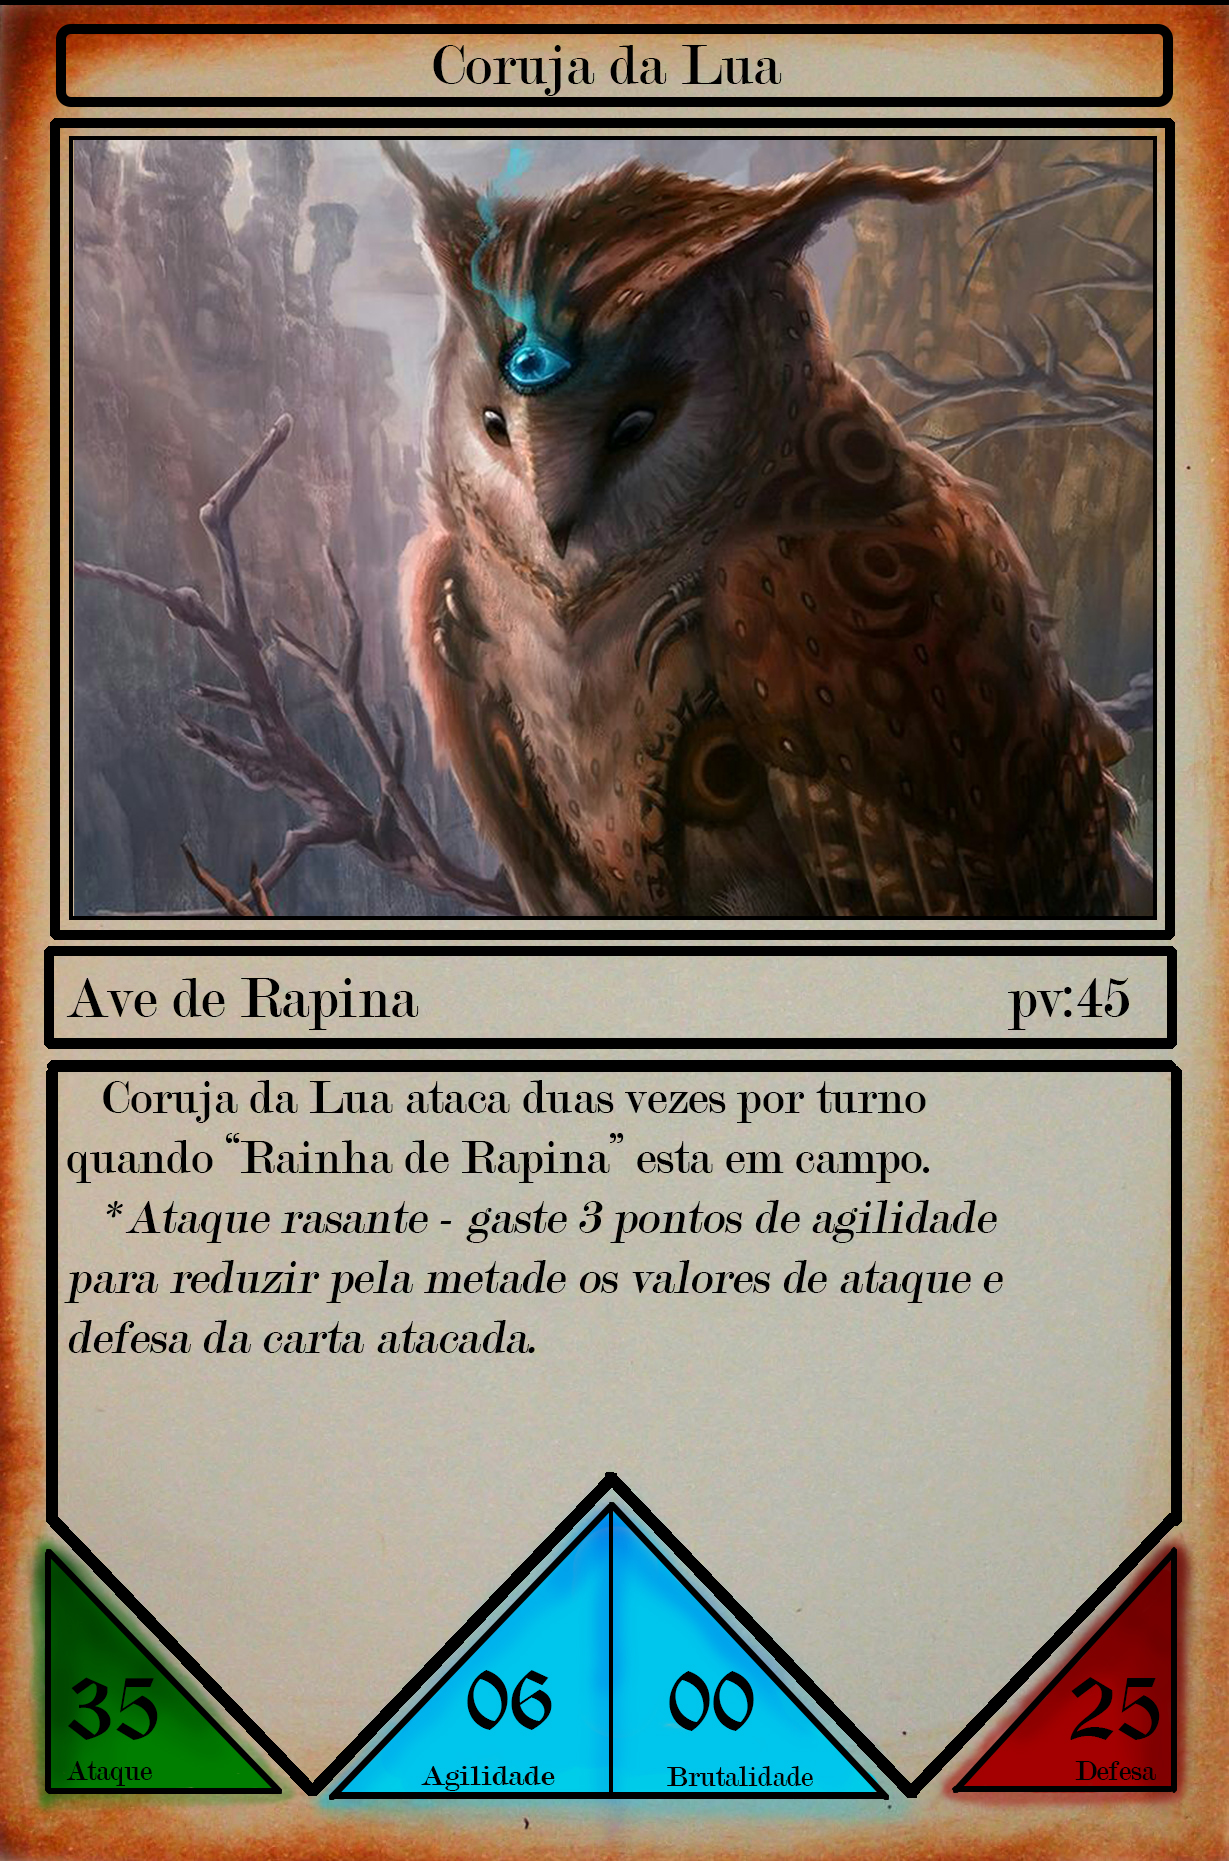 Coruja da Lua
Ave de Rapina pv:45
Coruja da Lua ataca duas vezes por turno
quando “Rainha de Rapina” esta em campo.
*Ataque rasante - gaste 3 pontos de agilidade
para reduzir pela metade os valores de ataque e
defesa da carta atacada.
35 06 00 25
Ataque Agilidade Brutalidade Defesa